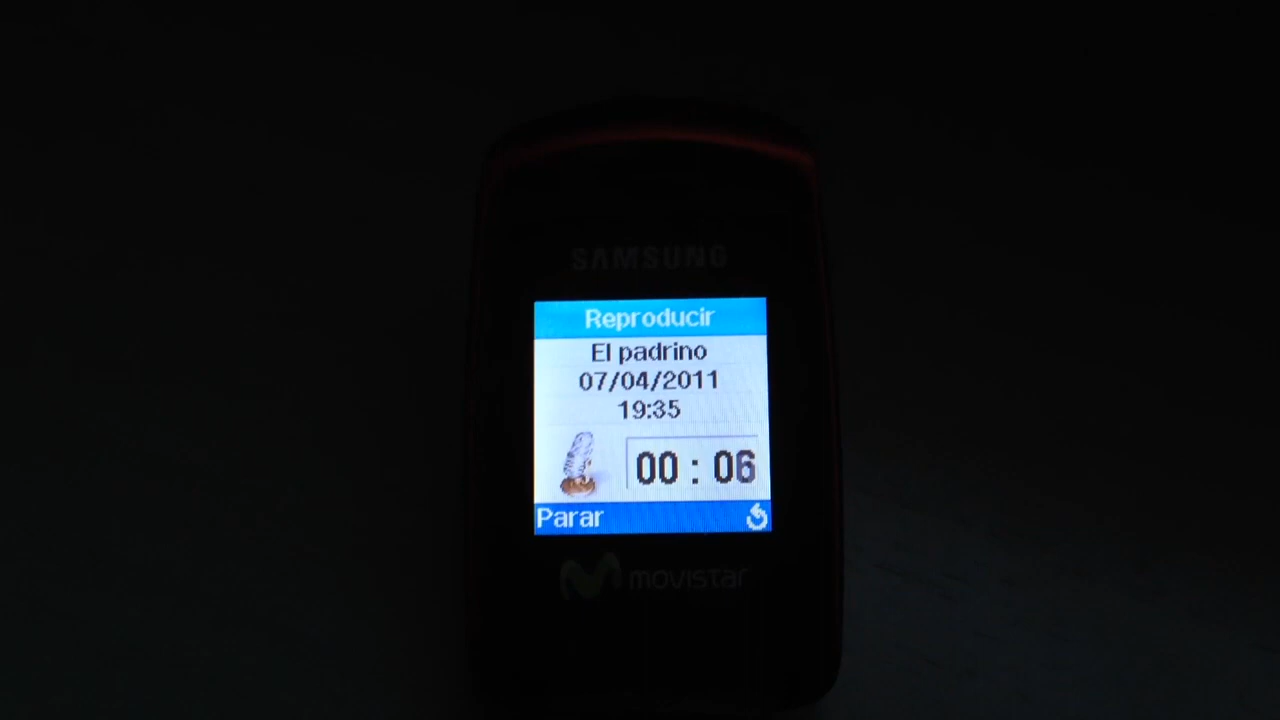 SAMSUNG
Reproducir
El padrino
07/04/2011
19:35
00 : 06
Parar
movistar